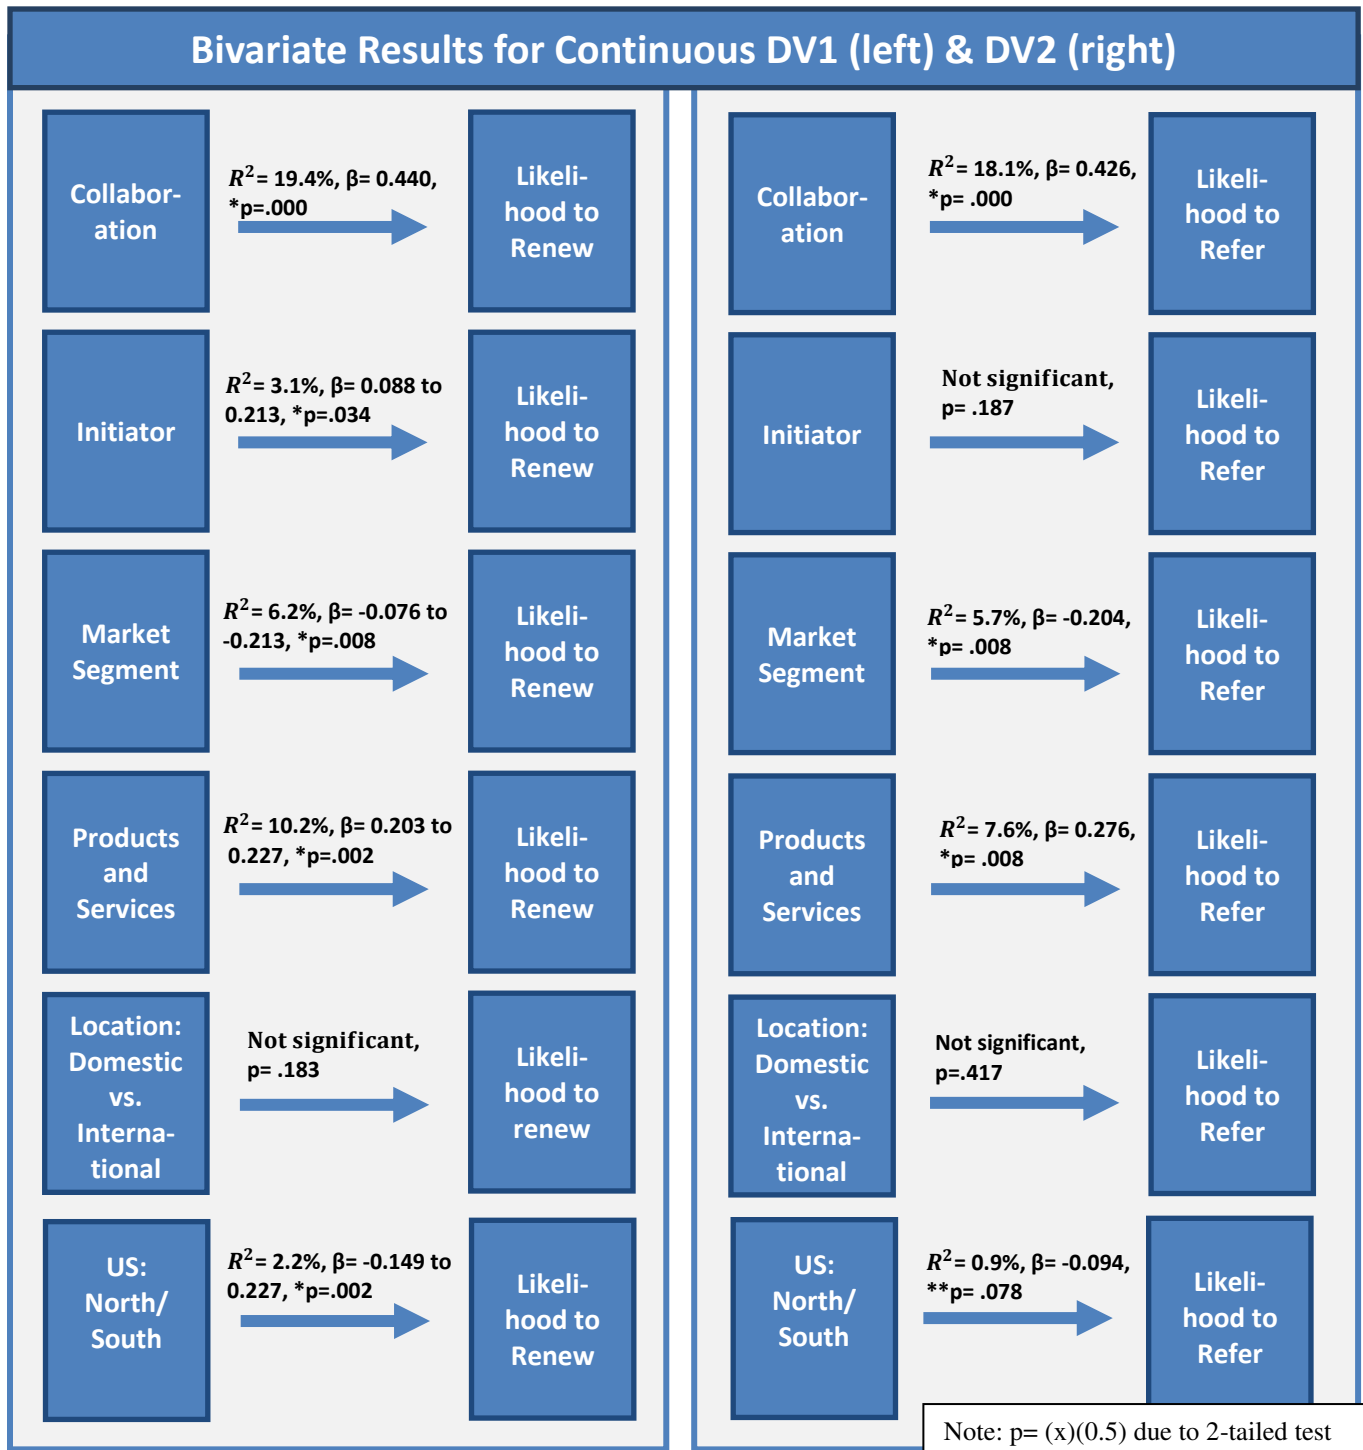 Bivariate Results for Continuous DV1 (left) & DV2 (right)
Collabor-
ation
R² = 19.4%, β= 0.440,
*p=.000
Likeli-
hood to
Renew
Initiator
R² = 3.1%, β= 0.088 to
0.213, *p=.034
Likeli-
hood to
Renew
Market
Segment
R² = 6.2%, β= -0.076 to
-0.213, *p=.008
Likeli-
hood to
Renew
Products
and
Services
R² = 10.2%, β= 0.203 to
0.227, *p=.002
Likeli-
hood to
Renew
Location:
Domestic
vs.
Interna-
tional
Not significant,
p= .183
Likeli-
hood to
renew
US:
North/
South
R² = 2.2%, β= -0.149 to
0.227, *p=.002
Likeli-
hood to
Renew
Collabor-
ation
R² = 18.1%, β= 0.426,
*p= .000
Likeli-
hood to
Refer
Initiator
Not significant,
p= .187
Likeli-
hood to
Refer
Market
Segment
R² = 5.7%, β= -0.204,
*p= .008
Likeli-
hood to
Refer
Products
and
Services
R² = 7.6%, β= 0.276,
*p= .008
Likeli-
hood to
Refer
Location:
Domestic
vs.
Interna-
tional
Not significant,
p=.417
Likeli-
hood to
Refer
US:
North/
South
R² = 0.9%, β= -0.094,
**p= .078
Likeli-
hood to
Refer
Note: p= (x)(0.5) due to 2-tailed test